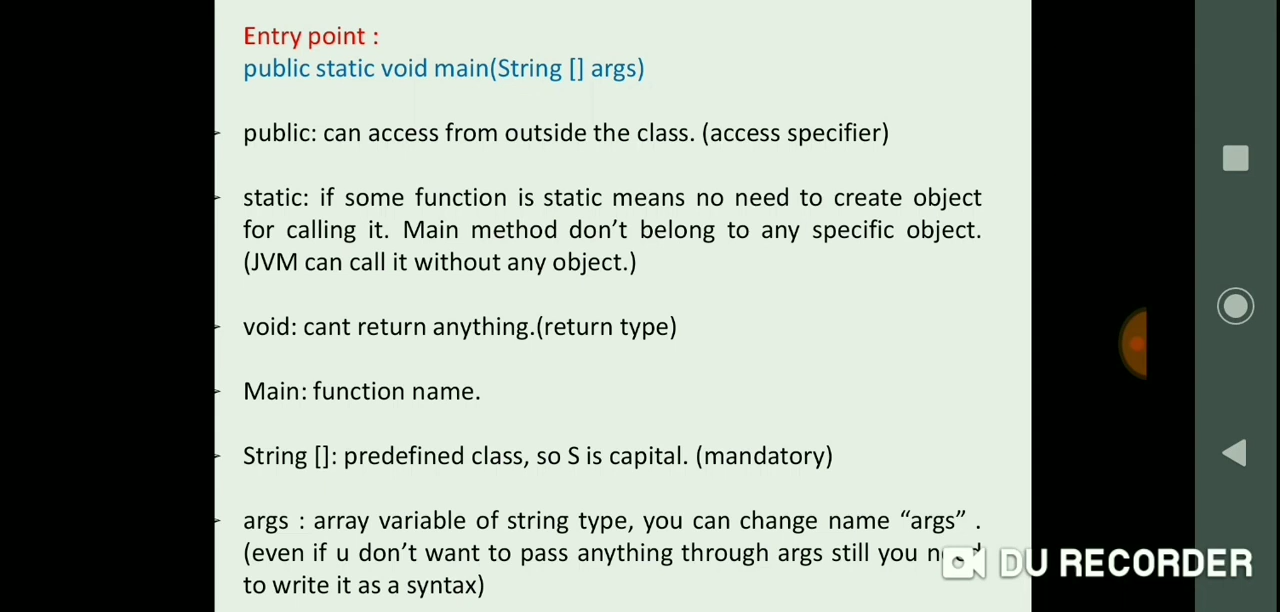 Entry point :
public static void main(String [] args)
public: can access from outside the class. (access specifier)
static: if some function is static means no need to create object
for calling it. Main method don’t belong to any specific object.
(JVM can call it without any object.)
void: cant return anything.(return type)
Main: function name.
String []: predefined class, so S is capital. (mandatory)
args : array variable of string type, you can change name “args” .
(even if u don’t want to pass anything through args still you
to write it as a syntax)
DU RECORDER